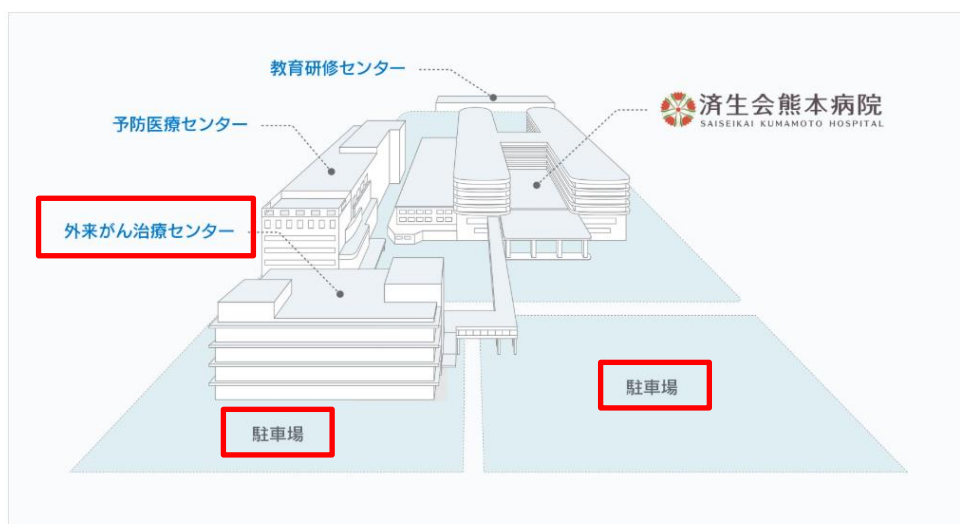 教育研修センター
済生会熊本病院
SAISEIKAI KUMAMOTO HOSPITAL
予防医療センター
外来がん治療センター
駐車場
駐車場